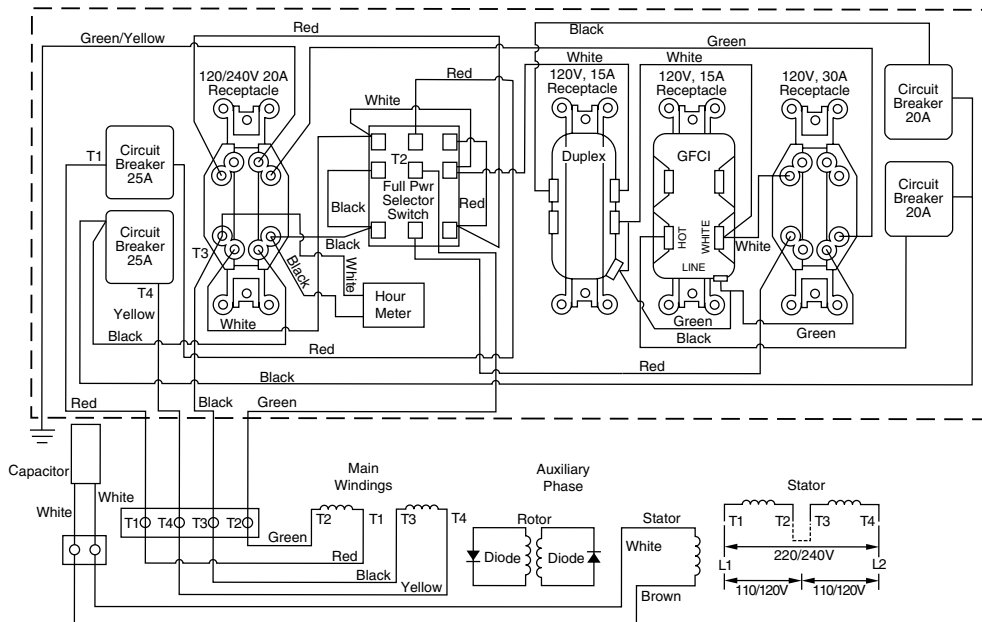 Black
Red
White
White
Green/Yellow
Green
120/240V 20A
Receptacle
Red
120V, 15A
Receptacle
120V, 15A
Receptacle
120V, 30A
Receptacle
Circuit
Breaker
20A
White
T1
Circuit
Breaker
25A
T2
Full Pwr
Selector
Switch
Duplex
GFCI
Circuit
Breaker
20A
Black
Red
Circuit
Breaker
25A
T3
Black
HOT
WHITE
White
Black
White
LINE
T4
Hour
Meter
Yellow
White
Green
Black
Green
Black
Red
Red
Black
Red
Black
Green
Capacitor
White
White
Main
Windings
Auxiliary
Phase
Stator
T1
T4
T3
T2
T2
T1
T3
T4
Rotor
Stator
T1
T2
T3
T4
Green
Red
Diode
Diode
White
220/240V
L1
L2
Black
Yellow
Brown
110/120V
110/120V